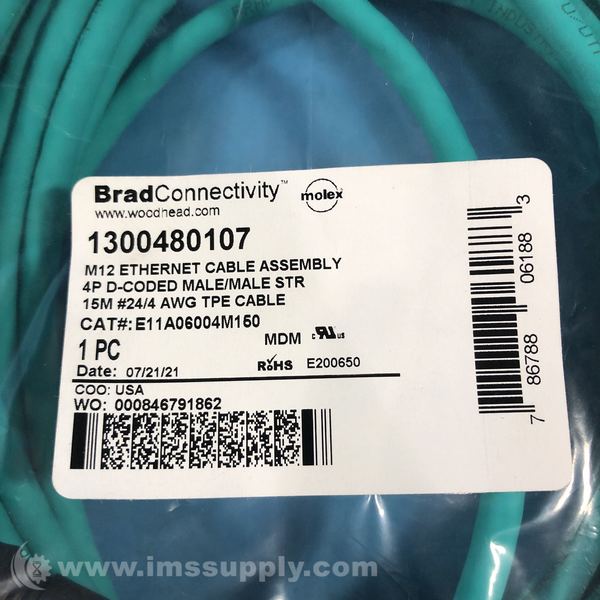 BradConnectivity™
molex
www.woodhead.com
1300480107
M12 ETHERNET CABLE ASSEMBLY
4P D-CODED MALE/MALE STR
15M #24/4 AWG TPE CABLE
CAT#: E11A06004M150
1 PC
MDM
Date: 07/21/21
RoHS
E200650
COO: USA
WO: 000846791862
7 86788 06188 3
www.imssupply.com